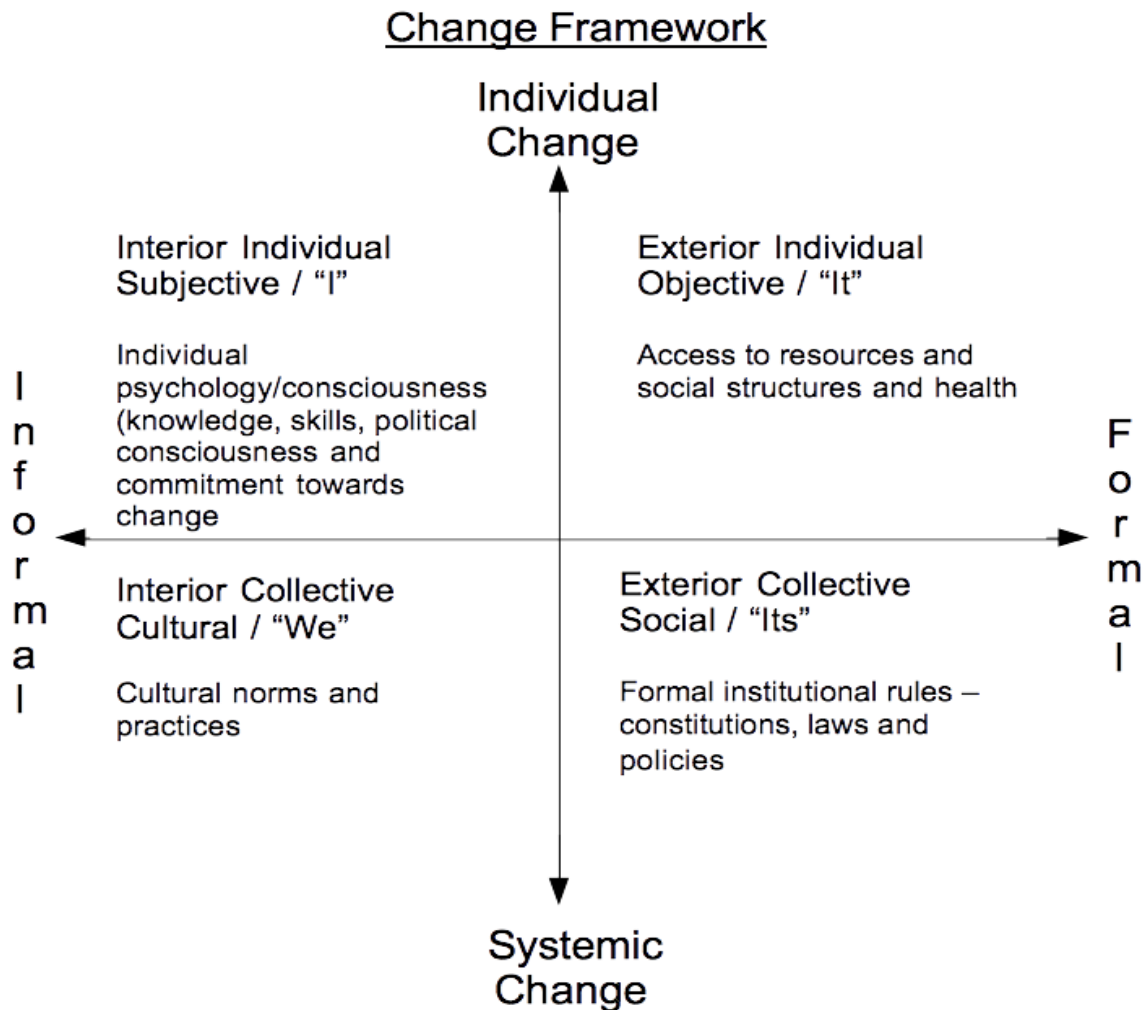 Change Framework
Individual
Change
Interior Individual
Subjective / “I”
Individual
psychology/consciousness
(knowledge, skills, political
consciousness and
commitment towards
change
Exterior Individual
Objective / “It”
Access to resources and
social structures and health
Informal
Formal
Interior Collective
Cultural / “We”
Cultural norms and
practices
Exterior Collective
Social / “Its”
Formal institutional rules –
constitutions, laws and
policies
Systemic
Change